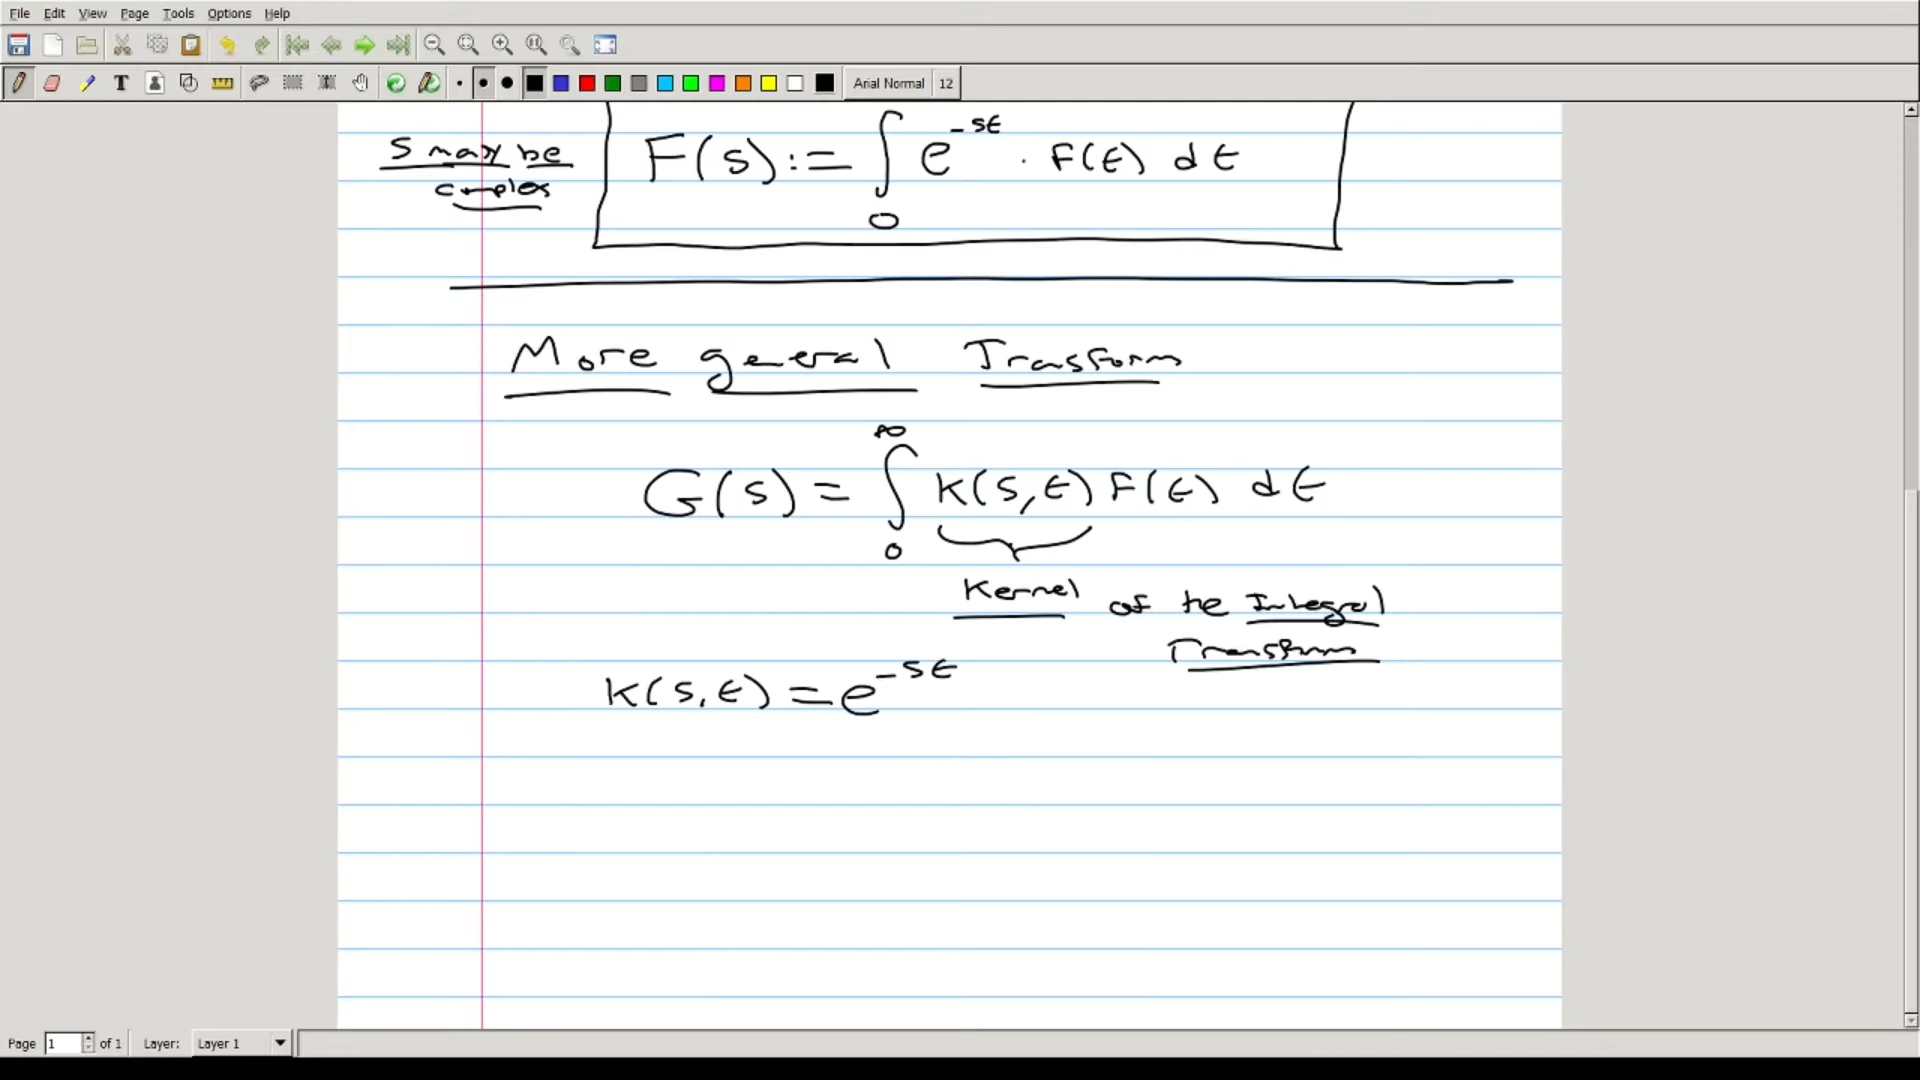 File Edit View Page Tools Options Help
Arial Normal 12
S may be
complex
F(s) := ∫₀ e^{-st} · F(t) dt
More general Transform
G(s) = ∫₀^∞ K(s,t) F(t) dt
Kernel of the Integral
Transform
K(s,t) = e^{-st}
Page 1 of 1 Layer: Layer 1